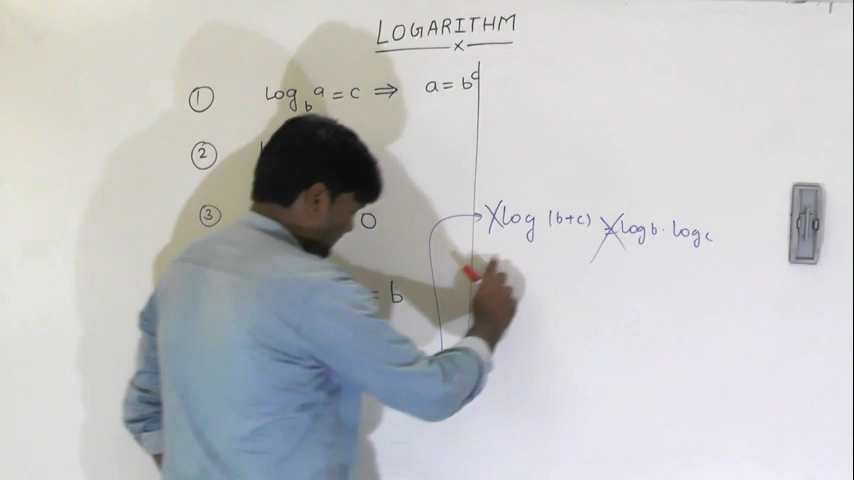 LOGARITHM
① log_b a = c ⇒ a = b^c
②
③ 0
= b
log (b+c) = log b · log c